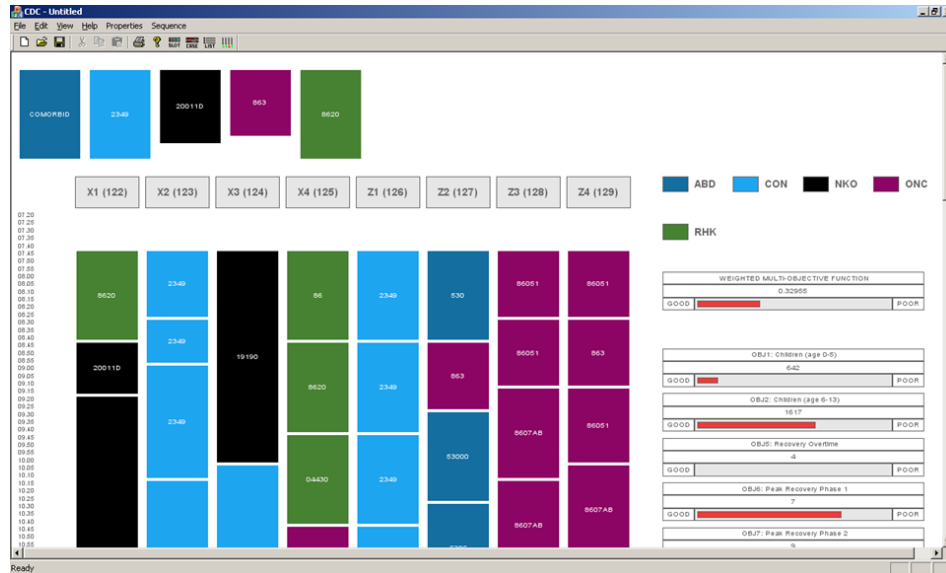 CDC - Untitled
File Edit View Help Properties Sequence
SLOT CASE LIST
COMORBID 2349 20011D 863 8620
X1 (122) X2 (123) X3 (124) X4 (125) Z1 (126) Z2 (127) Z3 (128) Z4 (129)
ABD CON NKO ONC
RHK
07.20
07.25
07.30
07.35
07.40
07.45
07.50
07.55
08.00
08.05
08.10
08.15
08.20
08.25
08.30
08.35
08.40
08.45
08.50
08.55
09.00
09.05
09.10
09.15
09.20
09.25
09.30
09.35
09.40
09.45
09.50
09.55
10.00
10.05
10.10
10.15
10.20
10.25
10.30
10.35
10.40
10.45
10.50
10.55
8620
20011D
2349
2349
2349
19190
86
8620
04430
2349
2349
2349
530
863
53000
86051
86051
8607AB
8607AB
86051
863
86051
8607AB
WEIGHTED MULTI-OBJECTIVE FUNCTION
0.32955
GOOD POOR
OBJ1: Children (age 0-5)
642
GOOD POOR
OBJ2: Children (age 6-13)
1617
GOOD POOR
OBJ5: Recovery Overtime
4
GOOD POOR
OBJ6: Peak Recovery Phase 1
7
GOOD POOR
OBJ7: Peak Recovery Phase 2
Ready